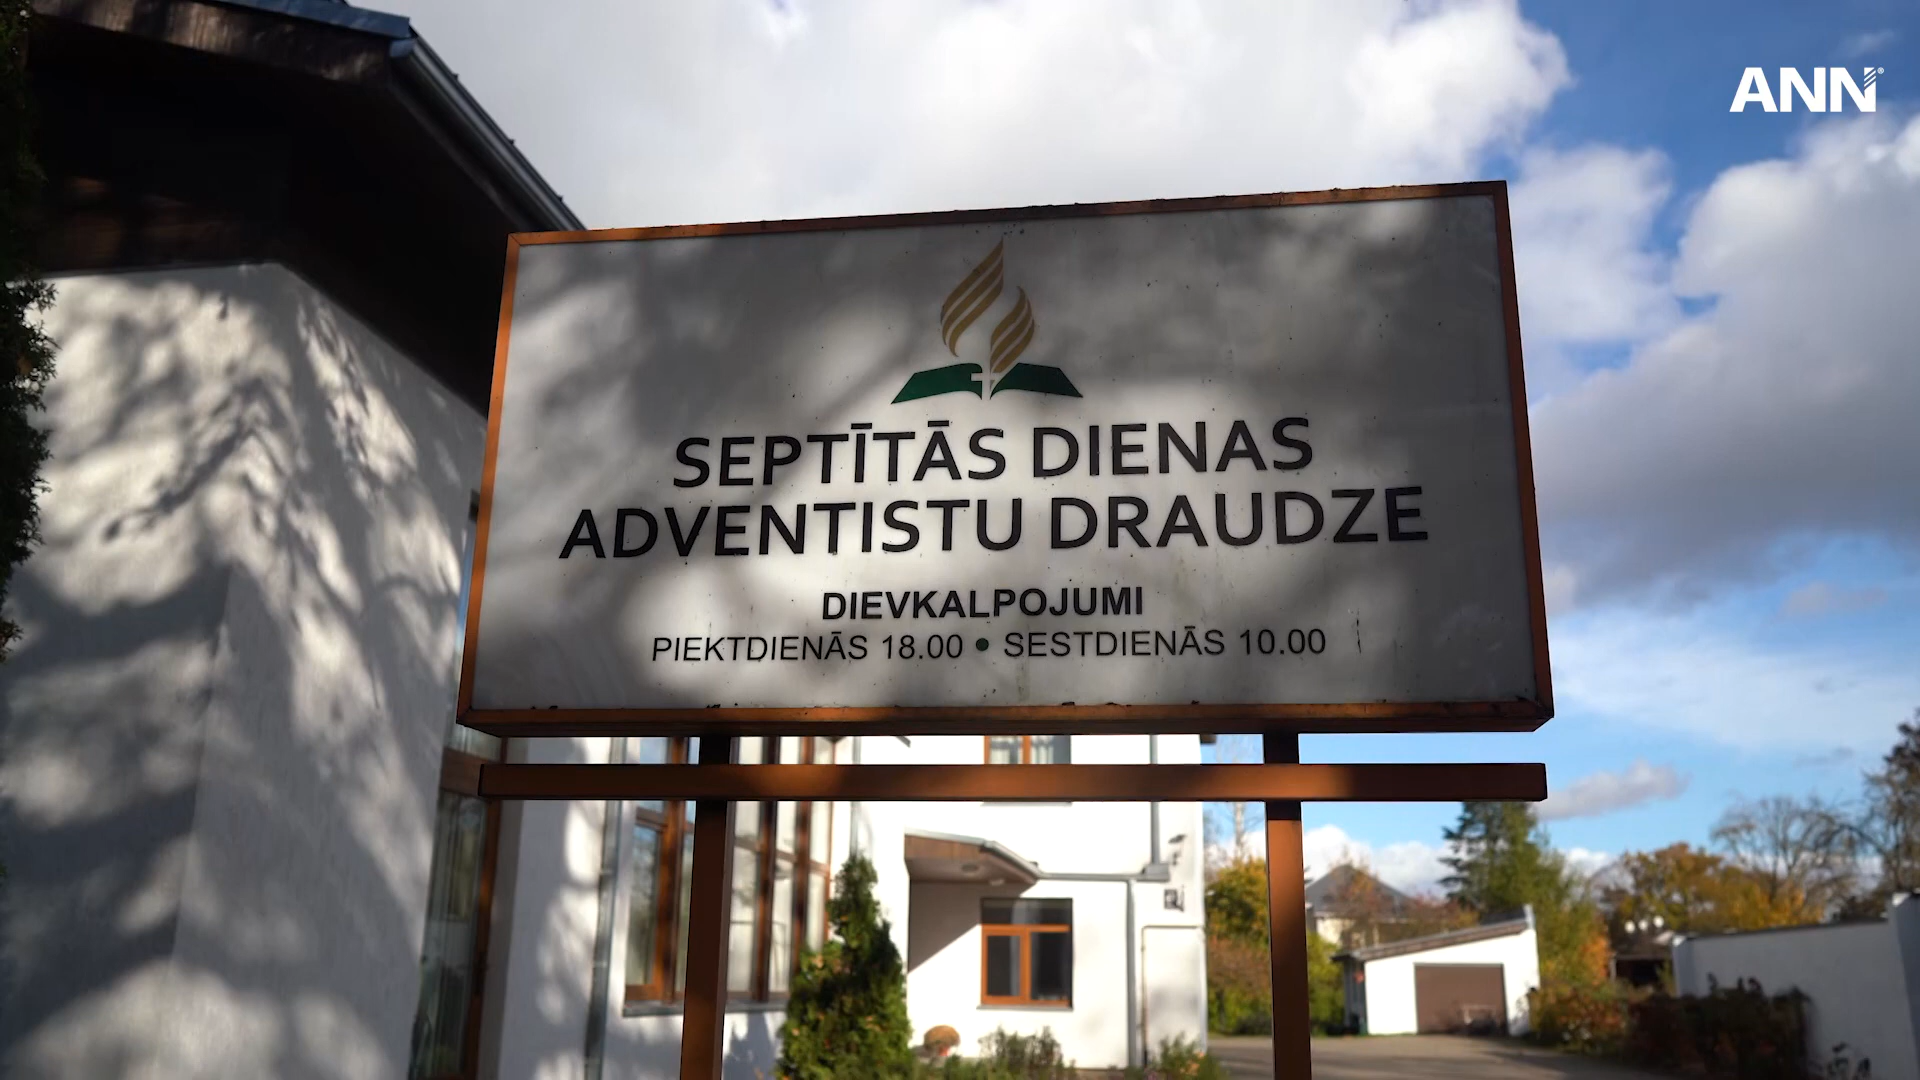 ANN
SEPTĪTĀS DIENAS
ADVENTISTU DRAUDZE
DIEVKALPOJUMI
PIEKTDIENĀS 18.00 • SESTDIENĀS 10.00